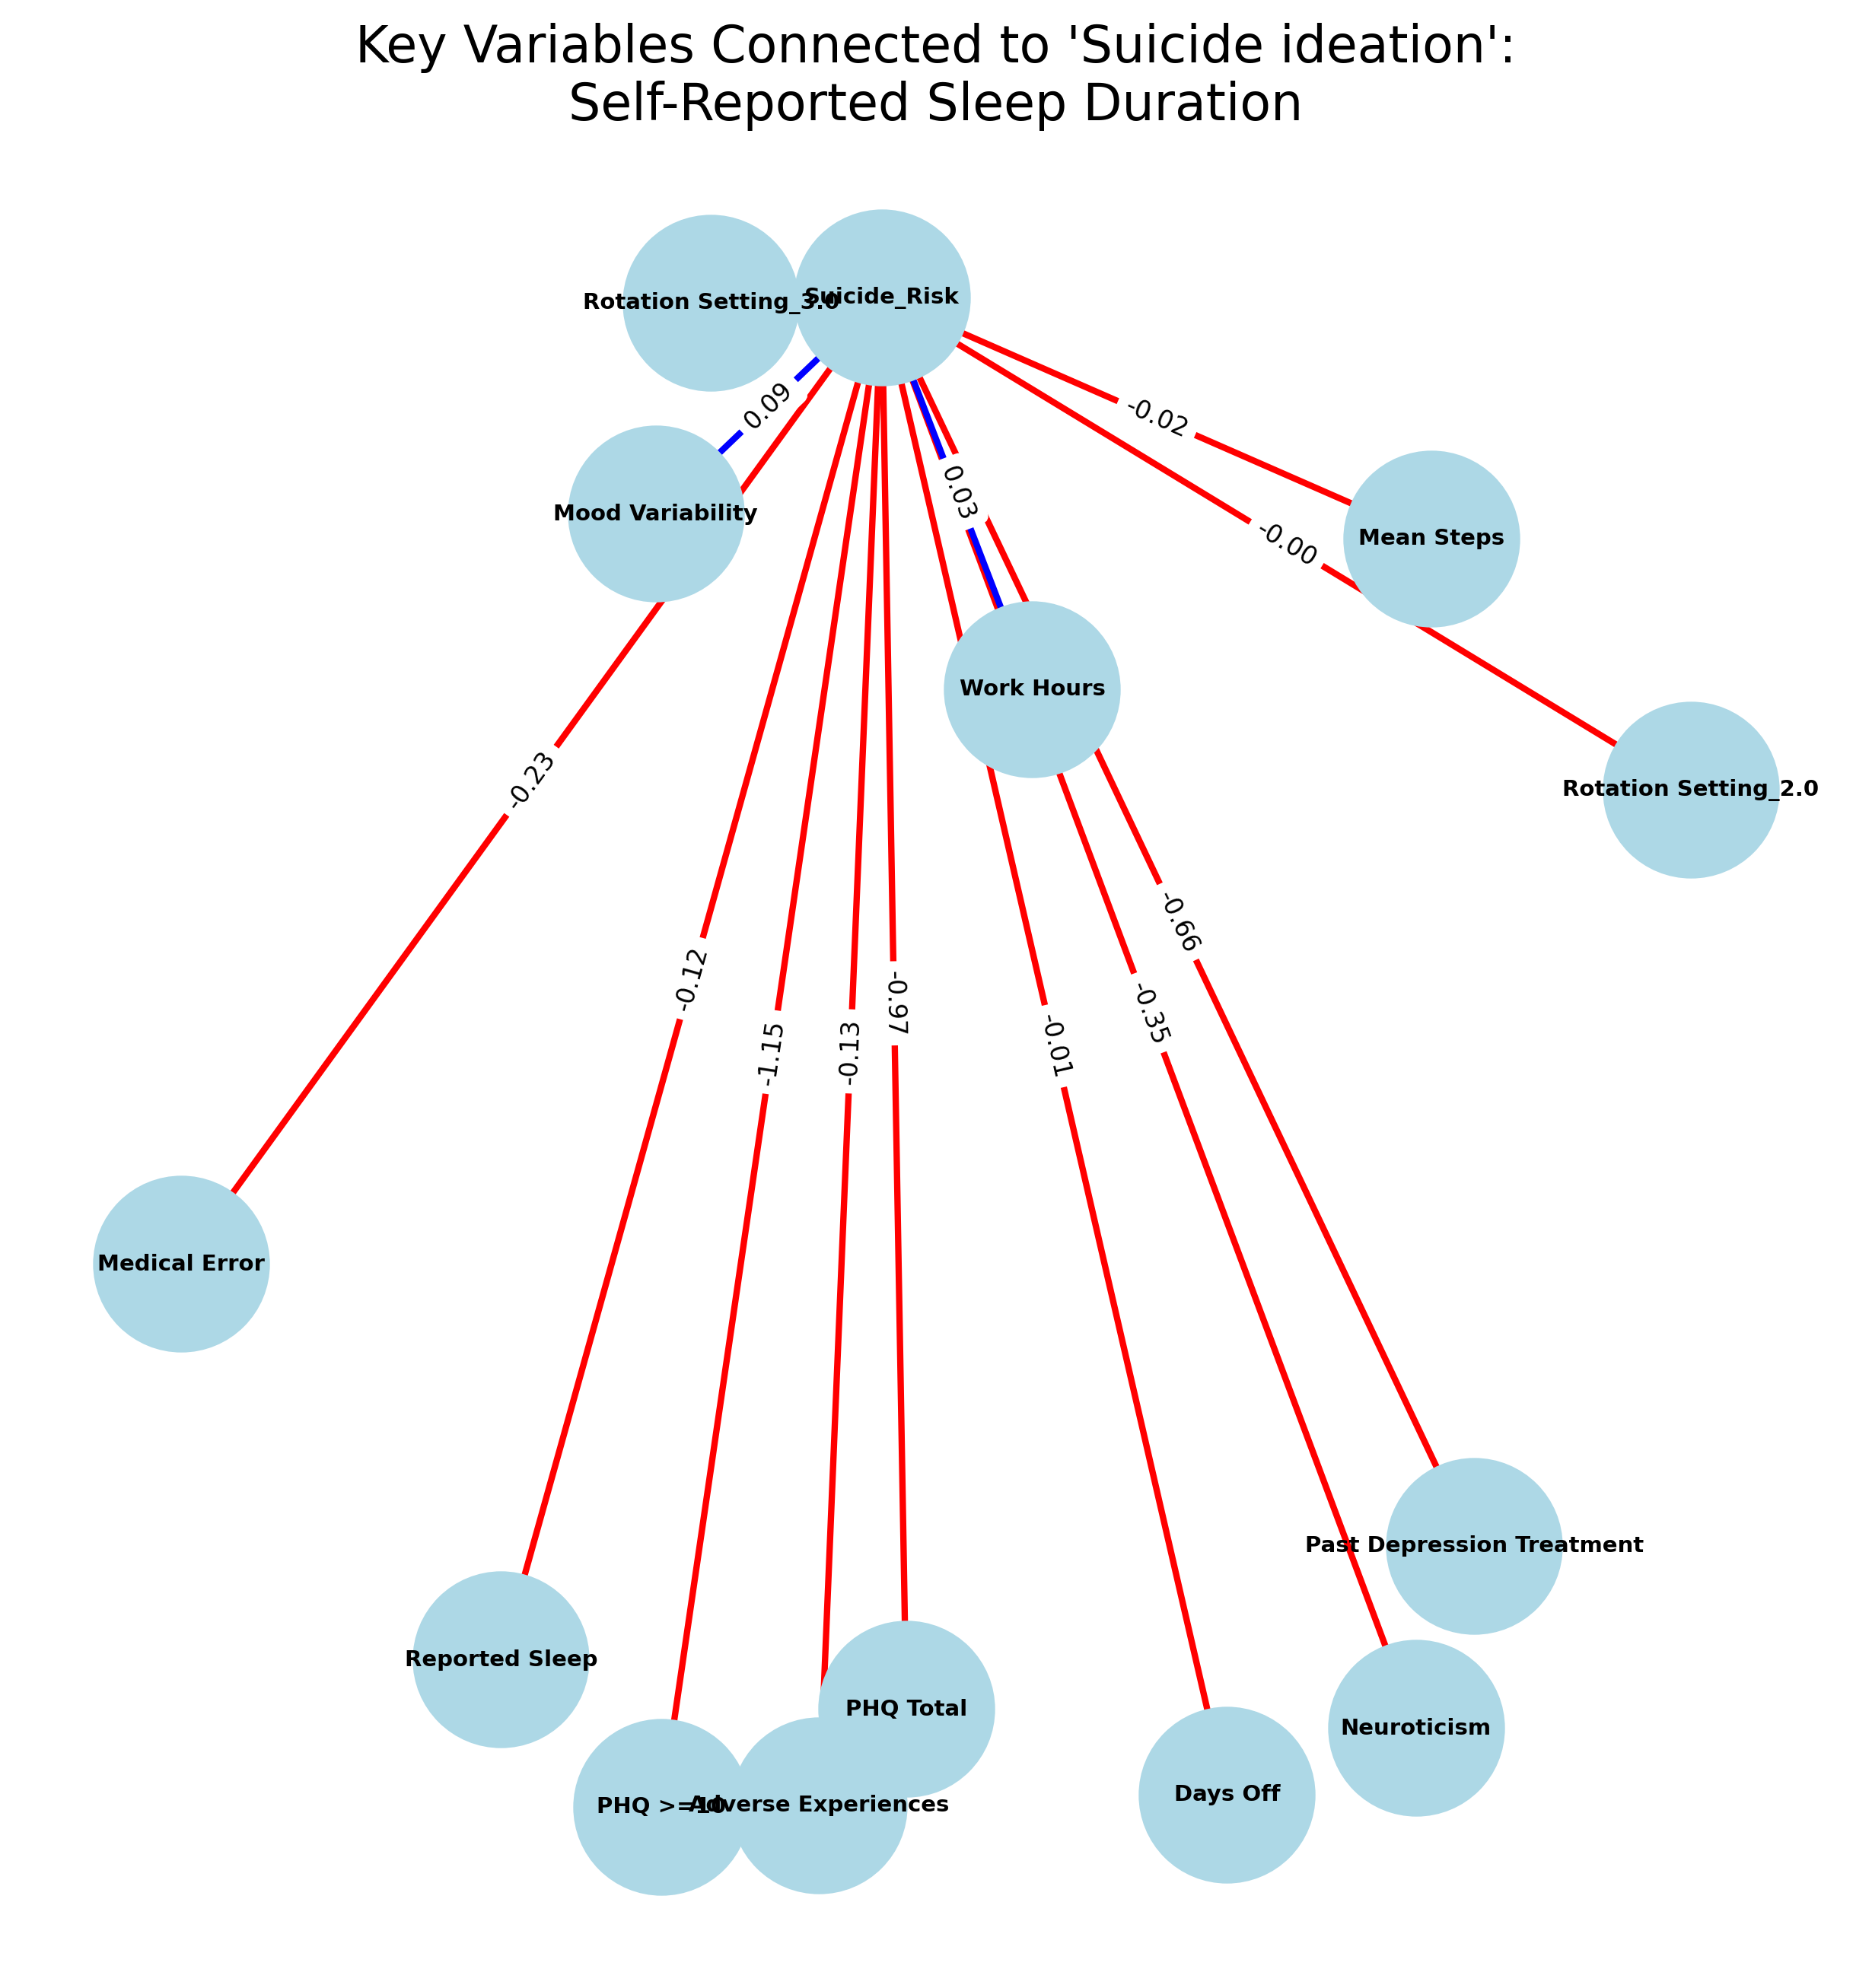 Key Variables Connected to 'Suicide ideation':
Self-Reported Sleep Duration
Rotation Setting_3.0
Suicide_Risk
0.09
-0.02
Mood Variability
0.03
-0.00
Mean Steps
Work Hours
-0.23
Rotation Setting_2.0
-0.66
-0.12
-0.97
-0.35
-1.15
-0.13
-0.01
Medical Error
Past Depression Treatment
Reported Sleep
PHQ Total
Neuroticism
Days Off
PHQ >=10
Adverse Experiences